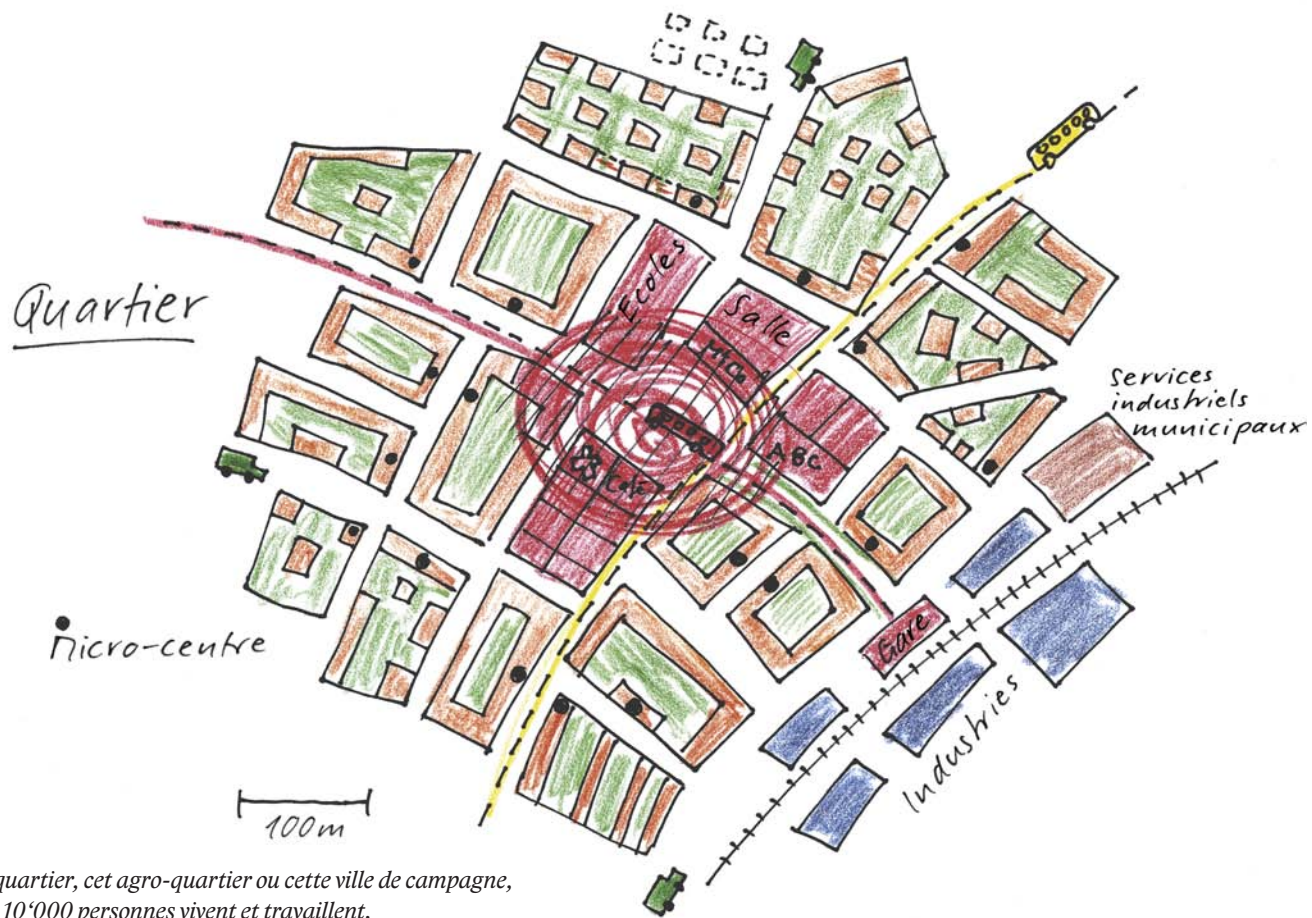 Quartier
Ecoles
Salle
Micro
ABC
Café
Services
industriels
municipaux
Gare
Industries
Micro-centre
100m
quartier, cet agro-quartier ou cette ville de campagne,
10‘000 personnes vivent et travaillent.